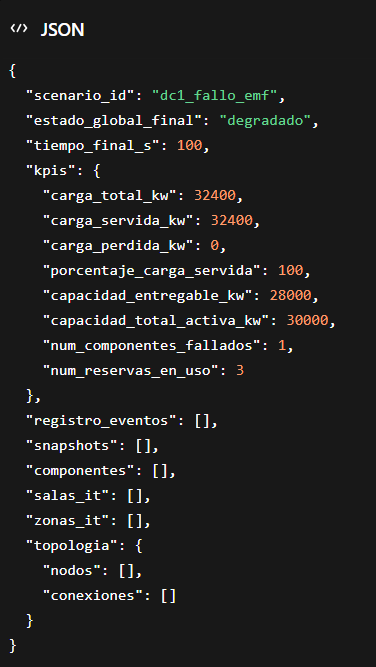 </> JSON
{
  "scenario_id": "dc1_fallo_emf",
  "estado_global_final": "degradado",
  "tiempo_final_s": 100,
  "kpis": {
    "carga_total_kw": 32400,
    "carga_servida_kw": 32400,
    "carga_perdida_kw": 0,
    "porcentaje_carga_servida": 100,
    "capacidad_entregable_kw": 28000,
    "capacidad_total_activa_kw": 30000,
    "num_componentes_fallados": 1,
    "num_reservas_en_uso": 3
  },
  "registro_eventos": [],
  "snapshots": [],
  "componentes": [],
  "salas_it": [],
  "zonas_it": [],
  "topologia": {
    "nodos": [],
    "conexiones": []
  }
}